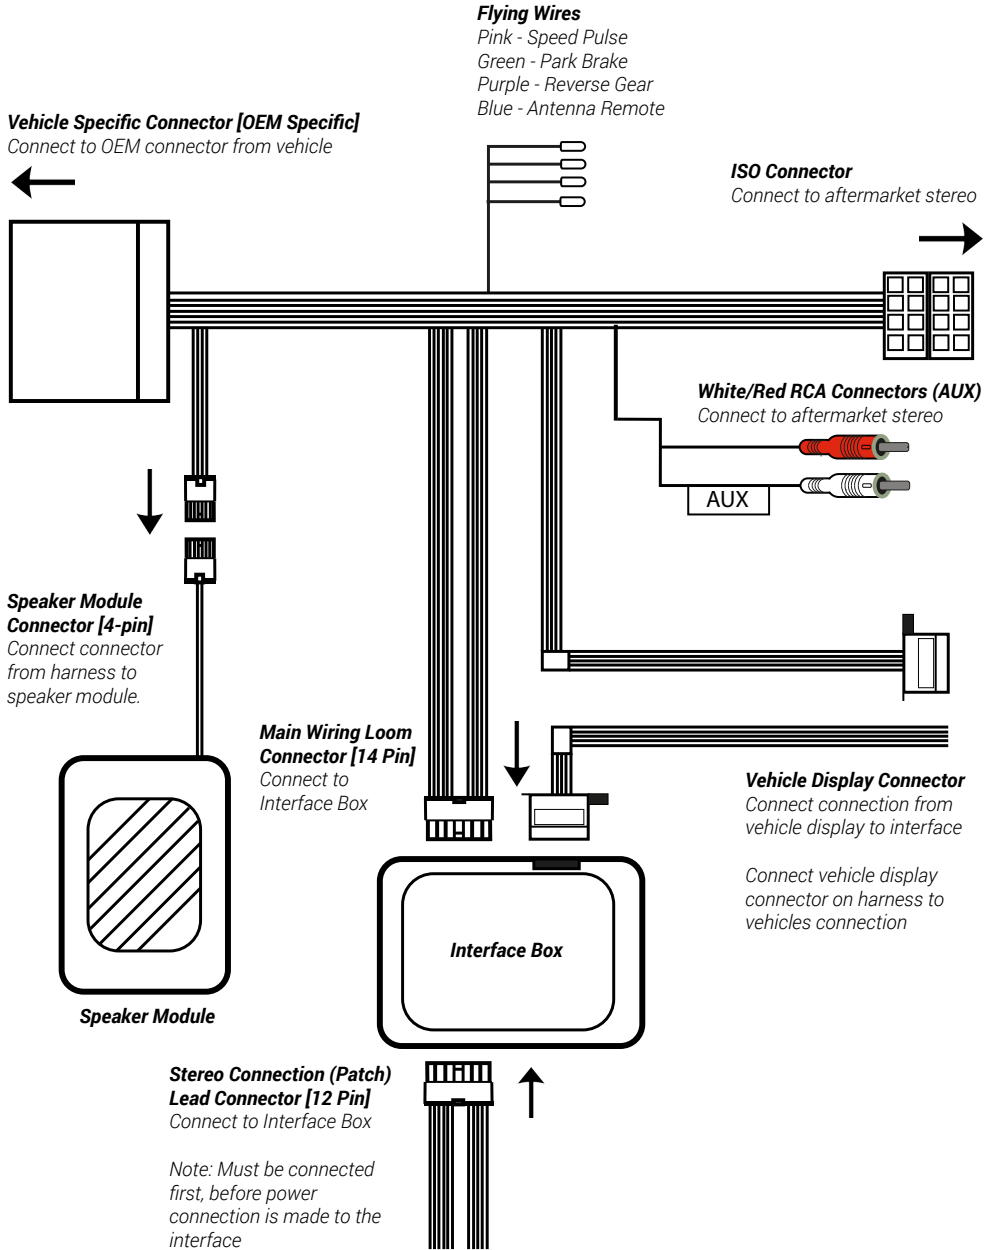 Flying Wires
Pink - Speed Pulse
Green - Park Brake
Purple - Reverse Gear
Blue - Antenna Remote
Vehicle Specific Connector [OEM Specific]
Connect to OEM connector from vehicle
ISO Connector
Connect to aftermarket stereo
White/Red RCA Connectors (AUX)
Connect to aftermarket stereo
AUX
Speaker Module
Connector [4-pin]
Connect connector
from harness to
speaker module.
Main Wiring Loom
Connector [14 Pin]
Connect to
Interface Box
Vehicle Display Connector
Connect connection from
vehicle display to interface
Connect vehicle display
connector on harness to
vehicles connection
Interface Box
Speaker Module
Stereo Connection (Patch)
Lead Connector [12 Pin]
Connect to Interface Box
Note: Must be connected
first, before power
connection is made to the
interface